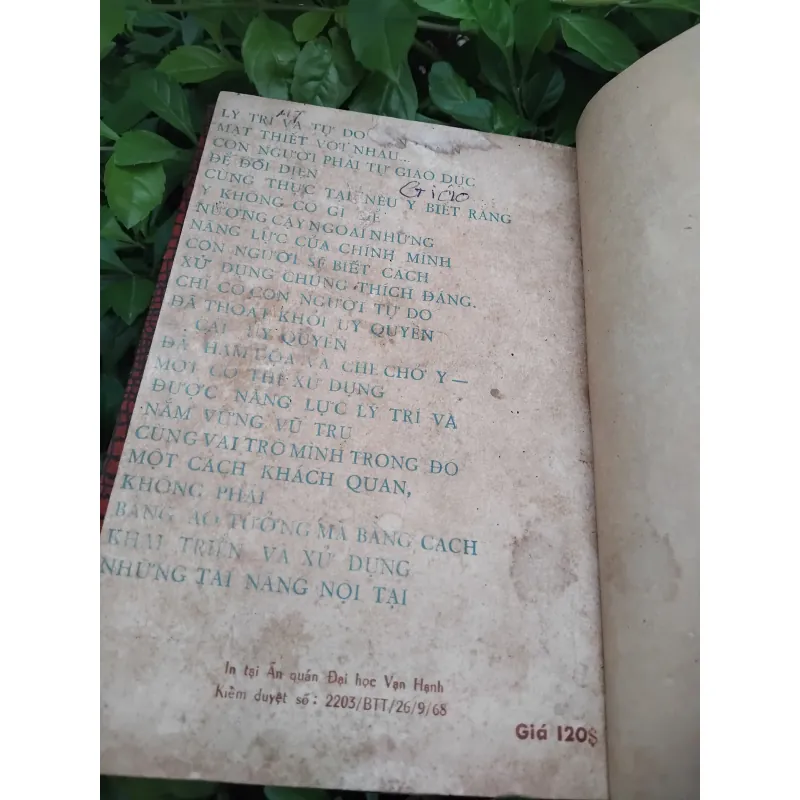 LÝ TRÍ VÀ TỰ DO
MẬT THIẾT VỚI NHAU...
CON NGƯỜI PHẢI TỰ GIÁO DỤC
ĐỂ ĐỐI DIỆN
CÙNG THỰC TẠI NẾU Y BIẾT RẰNG
Y KHÔNG CÓ GÌ ĐỂ
NƯƠNG CẬY NGOÀI NHỮNG
NĂNG LỰC CỦA CHÍNH MÌNH
CON NGƯỜI SẼ BIẾT CÁCH
XỬ DỤNG CHÚNG THÍCH ĐÁNG.
CHỈ CÓ CON NGƯỜI TỰ DO
ĐÃ THOÁT KHỎI UY QUYỀN
CÁI UY QUYỀN
ĐÃ HĂM DỌA VÀ CHE CHỞ Y —
MỚI CÓ THỂ XỬ DỤNG
ĐƯỢC NĂNG LỰC LÝ TRÍ VÀ
NẮM VỮNG VŨ TRỤ
CÙNG VAI TRÒ MÌNH TRONG ĐÓ
MỘT CÁCH KHÁCH QUAN,
KHÔNG PHẢI
BẰNG ẢO TƯỞNG MÀ BẰNG CÁCH
KHAI TRIỂN VÀ XỬ DỤNG
NHỮNG TÀI NĂNG NỘI TẠI
In tại Ấn quán Đại học Vạn Hạnh
Kiểm duyệt số: 2203/BTT/26/9/68
Giá 120$